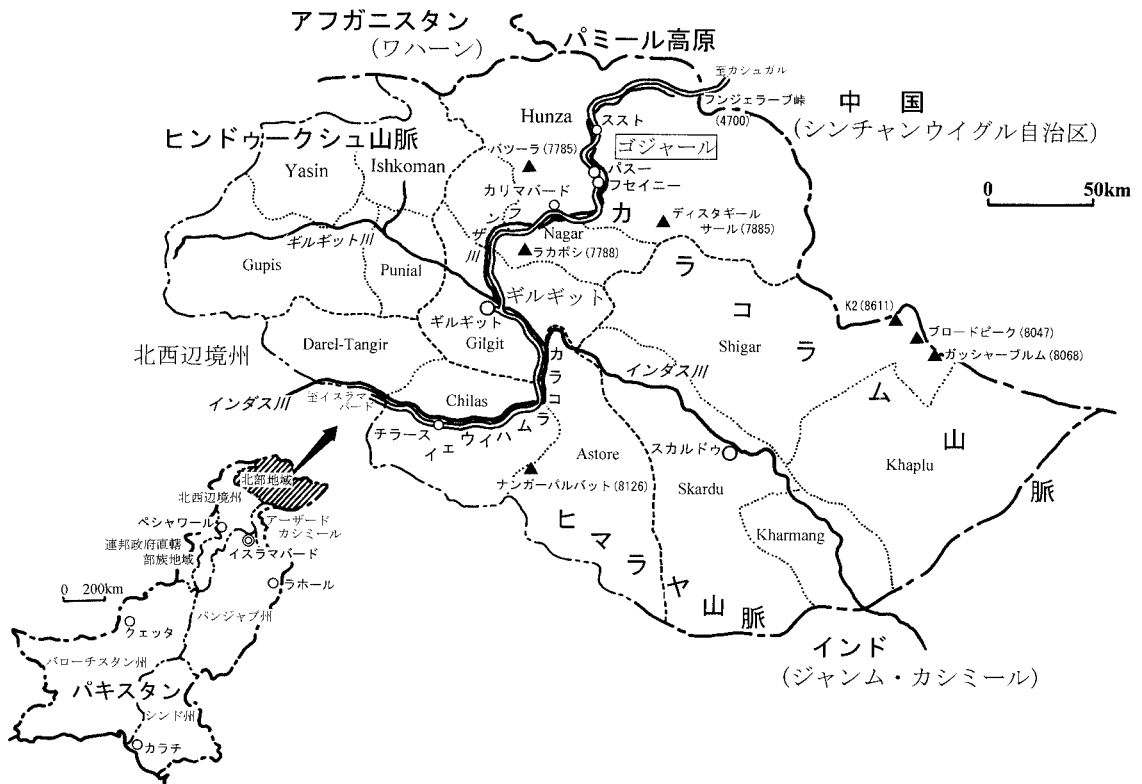 アフガニスタン
(ワハーン)
パミール高原
至カシュガル
フンジェラーブ峠
(4700)
中 国
(シンチャンウイグル自治区)
Hunza
ススト
ゴジャール
ヒンドゥークシュ山脈
バツーラ(7785)
パスー
フセイニー
Yasin
Ishkoman
カリマバード
0 50km
フンザ川
Nagar
ディスタギール
サール(7885)
ラカポシ(7788)
ギルギット川
Gupis
Punial
ギルギット
K2(8611)
ブロードピーク(8047)
ガッシャーブルム(8068)
ギルギット
Gilgit
Shigar
カラコラム山脈
北西辺境州
Darel-Tangir
インダス川
インダス川
至イスラマ
バード
Chilas
カラコラムハイウェイ
チラース
スカルドゥ
Astore
Khaplu
ナンガーパルバット(8126)
Skardu
Kharmang
ヒマラヤ山脈
インド
(ジャンム・カシミール)
北部地域
北西辺境州
ペシャワール
アーザード
カシミール
連邦政府直轄
部族地域
イスラマバード
0 200km
ラホール
パンジャブ州
クェッタ
バローチスタン州
パキスタン
シンド州
カラチ